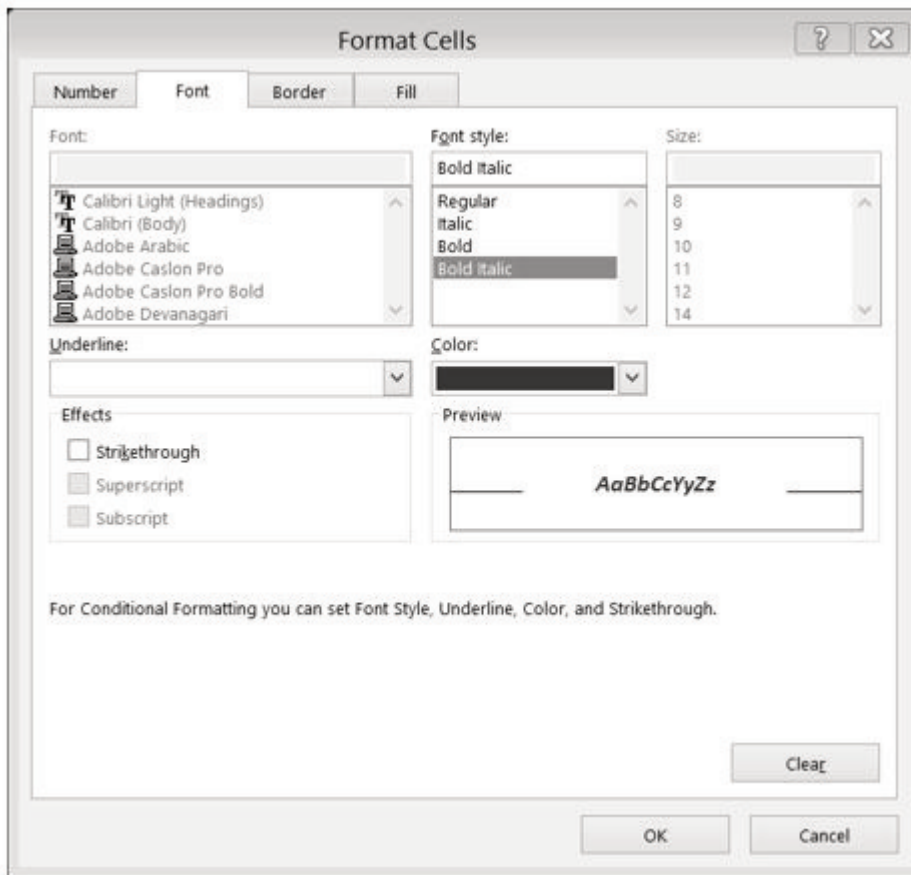 Format Cells
Number Font Border Fill
Font: Font style: Size:
Bold Italic
Calibri Light (Headings) Regular 8
Calibri (Body) Italic 9
Adobe Arabic Bold 10
Adobe Caslon Pro Bold Italic 11
Adobe Caslon Pro Bold 12
Adobe Devanagari 14
Underline: Color:
Effects Preview
Strikethrough
Superscript AaBbCcYyZz
Subscript
For Conditional Formatting you can set Font Style, Underline, Color, and Strikethrough.
Clear
OK Cancel